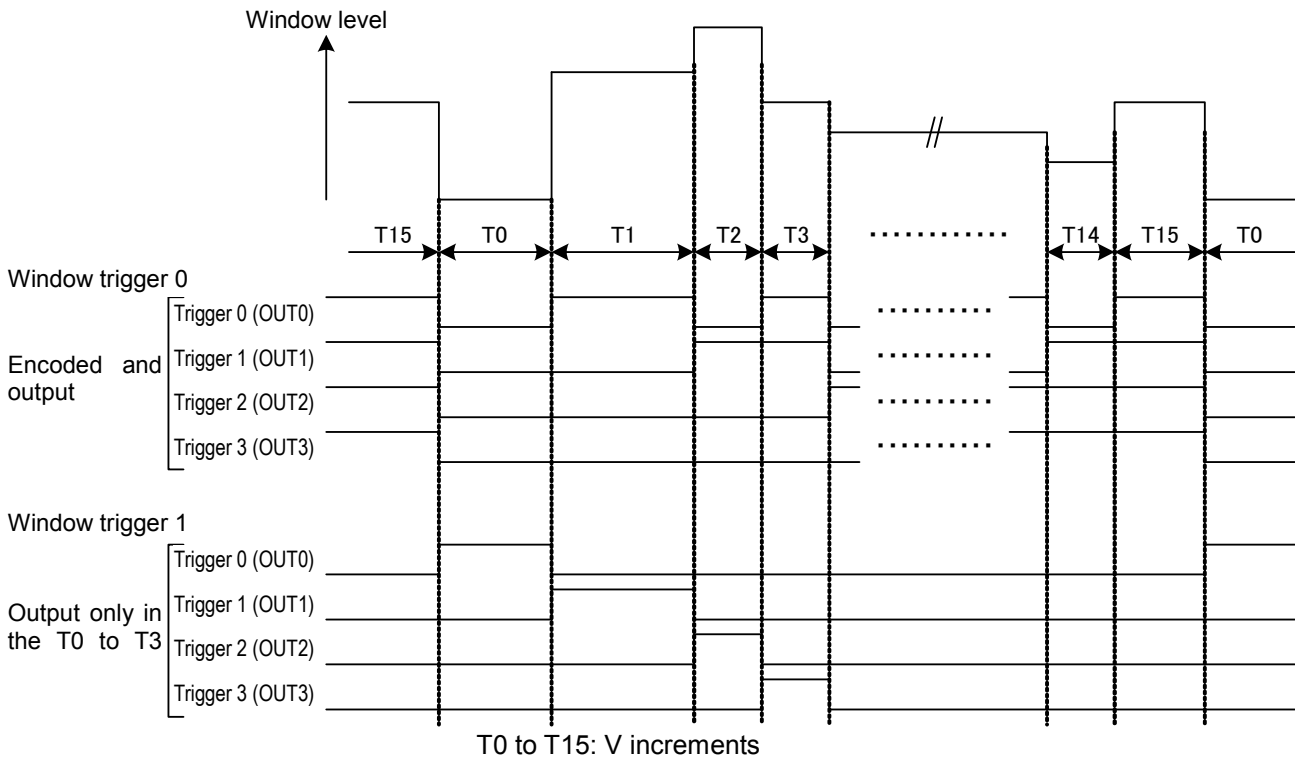 Window level
T15 T0 T1 T2 T3 ............ T14 T15 T0
Window trigger 0
Trigger 0 (OUT0) ..........
Trigger 1 (OUT1) ..........
Encoded and
output
Trigger 2 (OUT2) ..........
Trigger 3 (OUT3) ..........
Window trigger 1
Trigger 0 (OUT0)
Trigger 1 (OUT1)
Output only in
the T0 to T3
Trigger 2 (OUT2)
Trigger 3 (OUT3)
T0 to T15: V increments